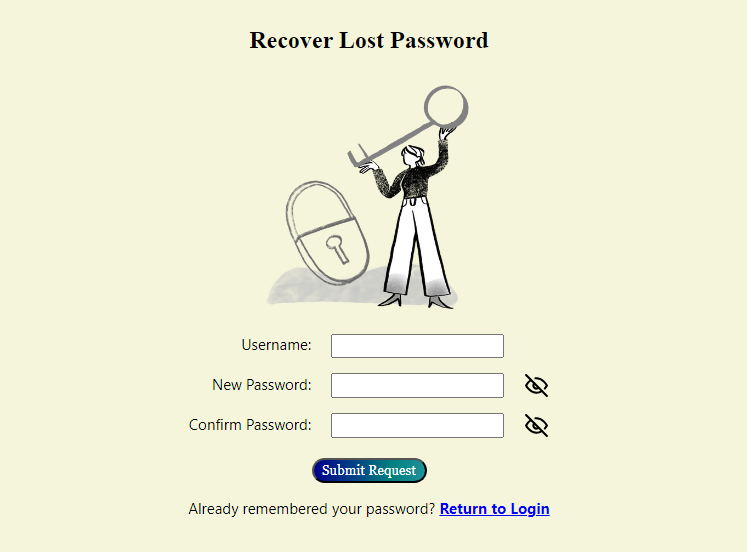 Recover Lost Password
Username:
New Password:
Confirm Password:
Submit Request
Already remembered your password? Return to Login